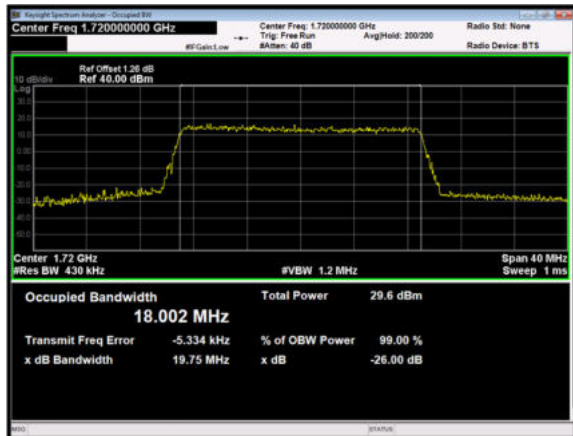 Keysight Spectrum Analyzer - Occupied BW
Center Freq 1.720000000 GHz
Center Freq: 1.720000000 GHz
Radio Std: None
Trig: Free Run
Avg|Hold: 200/200
#IFGain:Low
#Atten: 40 dB
Radio Device: BTS
Ref Offset 1.26 dB
10 dB/div
Ref 40.00 dBm
Log
30.0
20.0
10.0
0.00
-10.0
-20.0
-30.0
-40.0
-50.0
Center 1.72 GHz
Span 40 MHz
#Res BW 430 kHz
#VBW 1.2 MHz
Sweep 1 ms
Occupied Bandwidth
Total Power
29.6 dBm
18.002 MHz
Transmit Freq Error
-5.334 kHz
% of OBW Power
99.00 %
x dB Bandwidth
19.75 MHz
x dB
-26.00 dB
MSG
STATUS